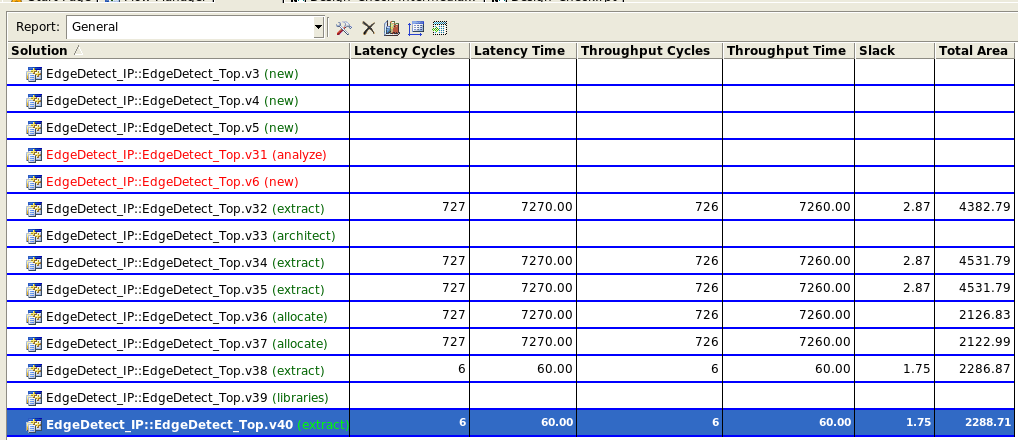 Report: General
Solution / Latency Cycles Latency Time Throughput Cycles Throughput Time Slack Total Area
EdgeDetect_IP::EdgeDetect_Top.v3 (new)
EdgeDetect_IP::EdgeDetect_Top.v4 (new)
EdgeDetect_IP::EdgeDetect_Top.v5 (new)
EdgeDetect_IP::EdgeDetect_Top.v31 (analyze)
EdgeDetect_IP::EdgeDetect_Top.v6 (new)
EdgeDetect_IP::EdgeDetect_Top.v32 (extract) 727 7270.00 726 7260.00 2.87 4382.79
EdgeDetect_IP::EdgeDetect_Top.v33 (architect)
EdgeDetect_IP::EdgeDetect_Top.v34 (extract) 727 7270.00 726 7260.00 2.87 4531.79
EdgeDetect_IP::EdgeDetect_Top.v35 (extract) 727 7270.00 726 7260.00 2.87 4531.79
EdgeDetect_IP::EdgeDetect_Top.v36 (allocate) 727 7270.00 726 7260.00 2126.83
EdgeDetect_IP::EdgeDetect_Top.v37 (allocate) 727 7270.00 726 7260.00 2122.99
EdgeDetect_IP::EdgeDetect_Top.v38 (extract) 6 60.00 6 60.00 1.75 2286.87
EdgeDetect_IP::EdgeDetect_Top.v39 (libraries)
EdgeDetect_IP::EdgeDetect_Top.v40 (extract) 6 60.00 6 60.00 1.75 2288.71